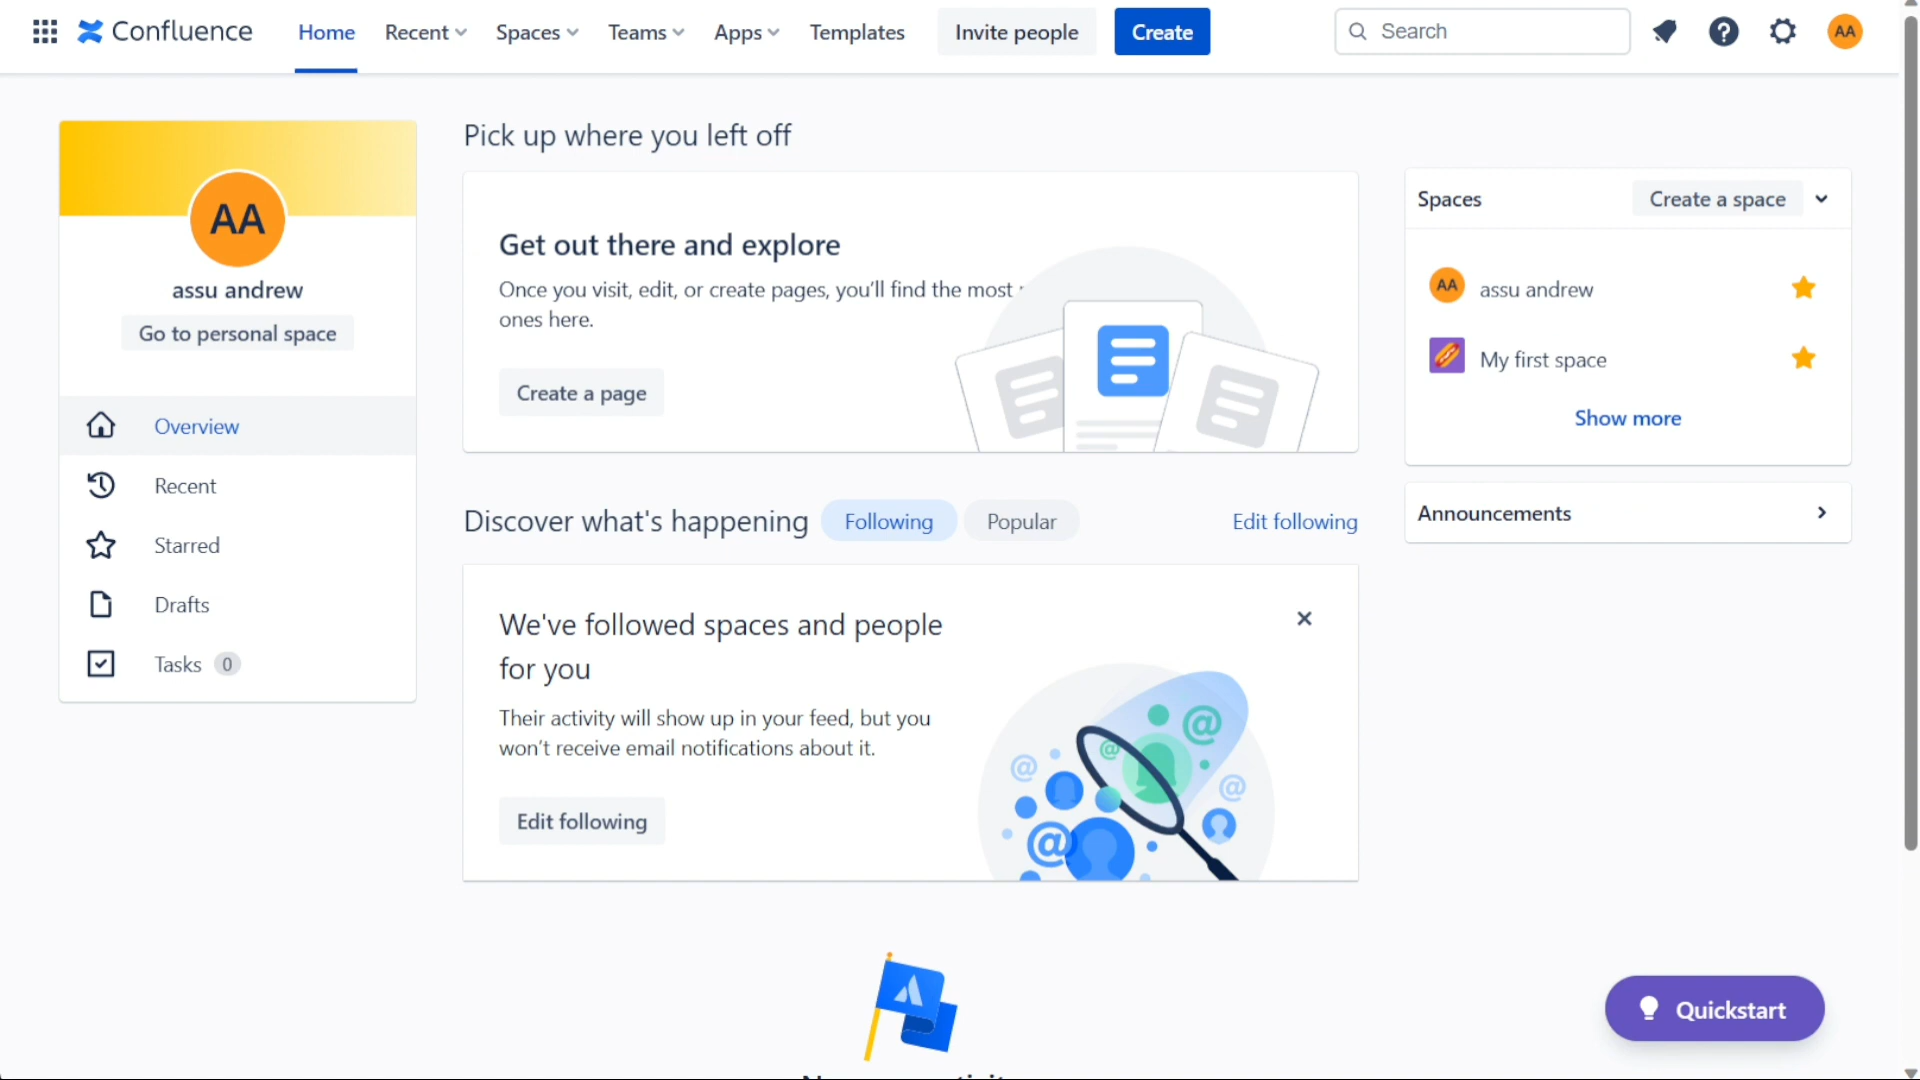 Confluence
Home
Recent
Spaces
Teams
Apps
Templates
Invite people
Create
Search
AA
AA
assu andrew
Go to personal space
Overview
Recent
Starred
Drafts
Tasks 0
Pick up where you left off
Get out there and explore
Once you visit, edit, or create pages, you'll find the most
ones here.
Create a page
Discover what's happening
Following
Popular
Edit following
We've followed spaces and people
for you
Their activity will show up in your feed, but you
won't receive email notifications about it.
Edit following
Spaces
Create a space
AA assu andrew
My first space
Show more
Announcements
Quickstart